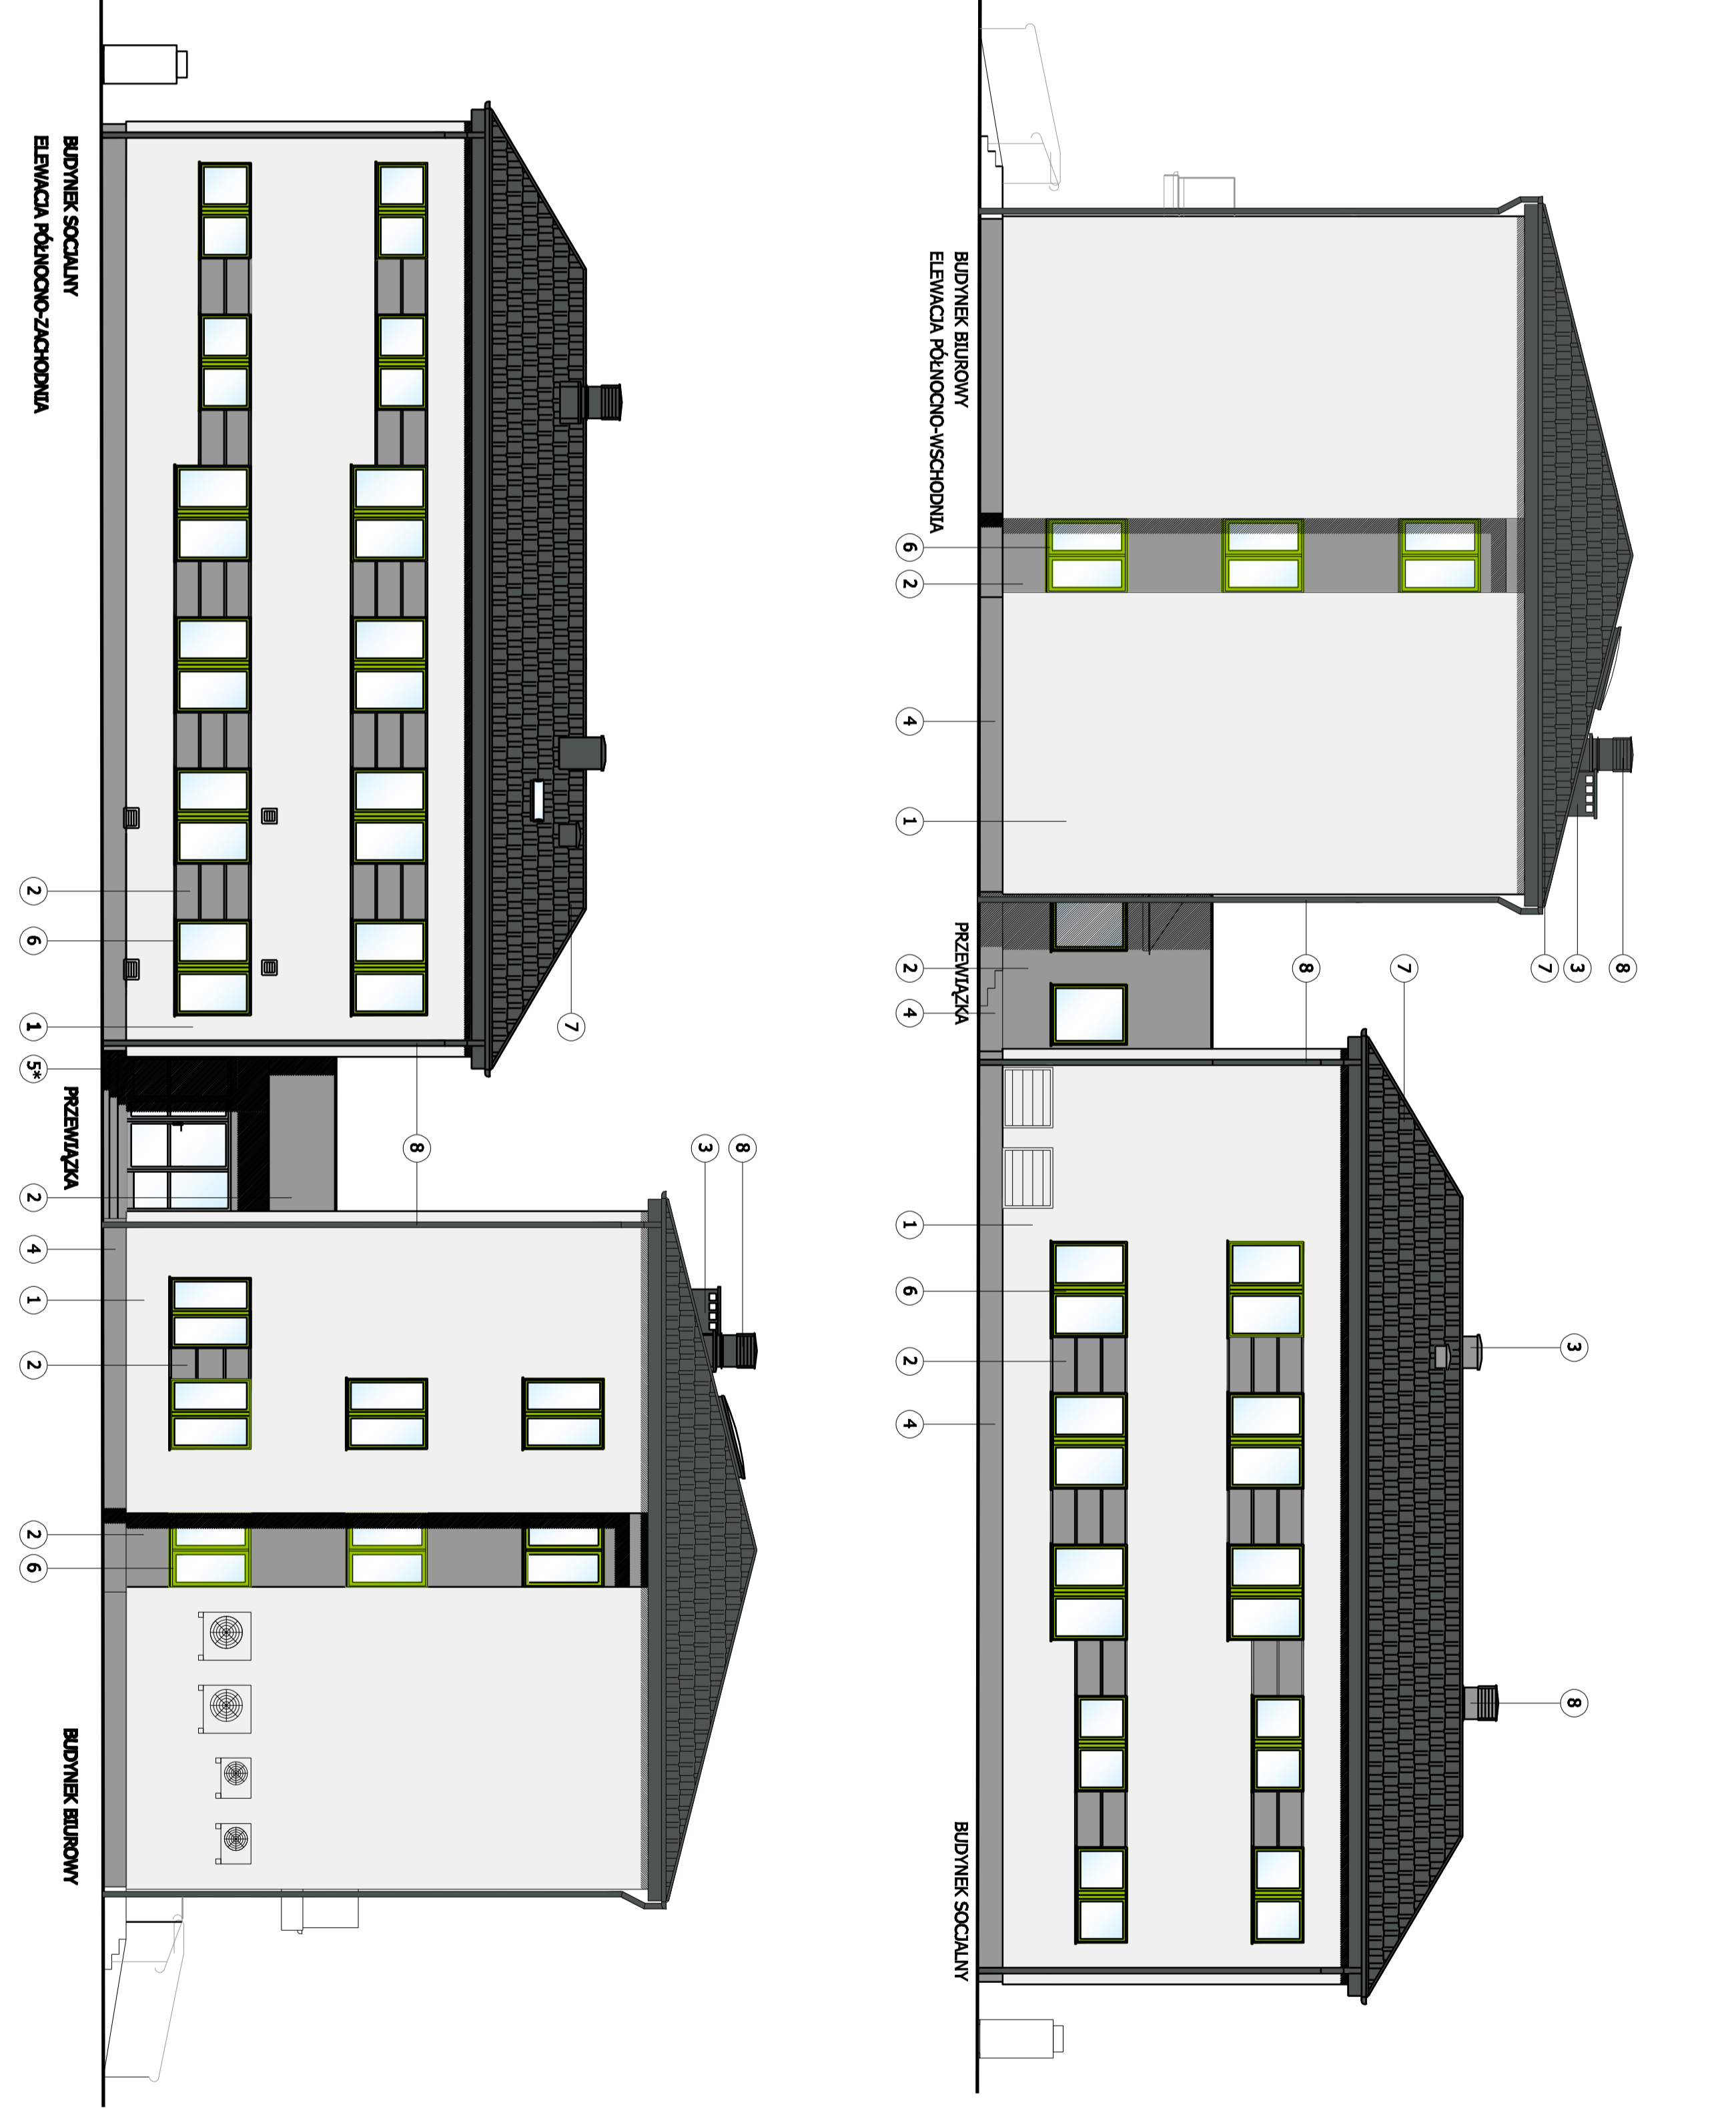 8
3 3 8
7
7
8
BUDYNEK BIUROWY PRZEWIĄZKA BUDYNEK SOCJALNY
ELEWACJA PÓŁNOCNO-WSCHODNIA
6 2 4 1 2 4 1 6 2 4
8
3
7
8
BUDYNEK SOCJALNY PRZEWIĄZKA BUDYNEK BIUROWY
ELEWACJA PÓŁNOCNO-ZACHODNIA
2 6 1 5* 2 4 1 2 2 6